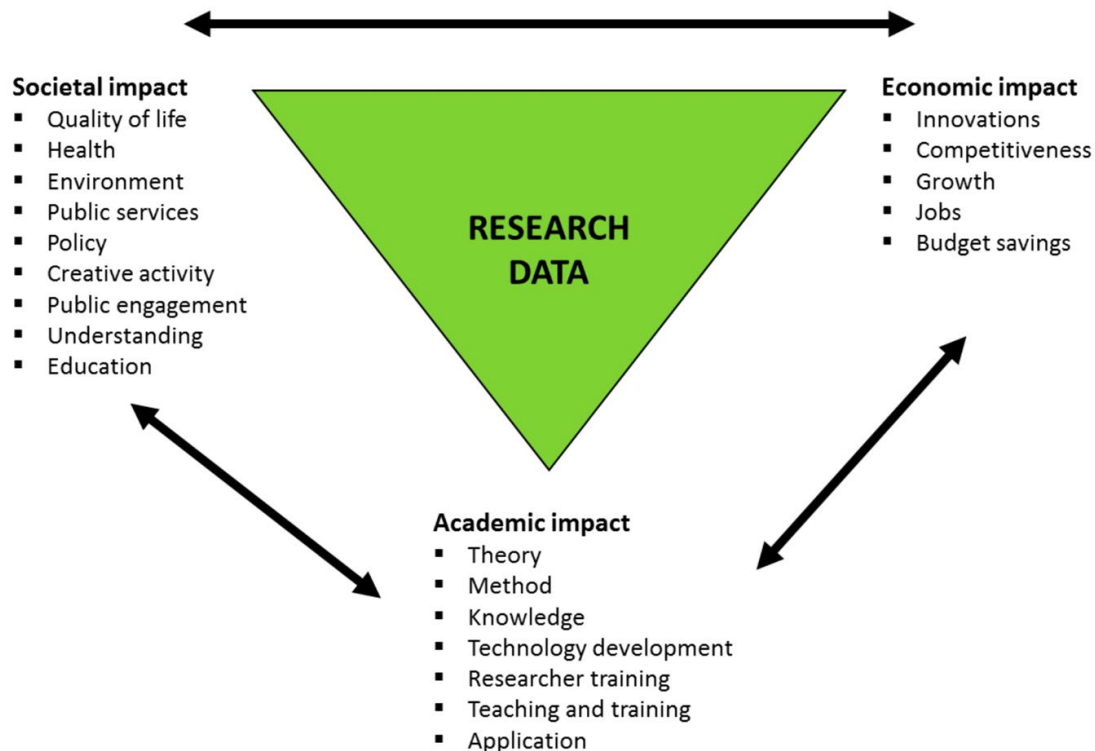 Societal impact
▪ Quality of life
▪ Health
▪ Environment
▪ Public services
▪ Policy
▪ Creative activity
▪ Public engagement
▪ Understanding
▪ Education
RESEARCH
DATA
Economic impact
▪ Innovations
▪ Competitiveness
▪ Growth
▪ Jobs
▪ Budget savings
Academic impact
▪ Theory
▪ Method
▪ Knowledge
▪ Technology development
▪ Researcher training
▪ Teaching and training
▪ Application